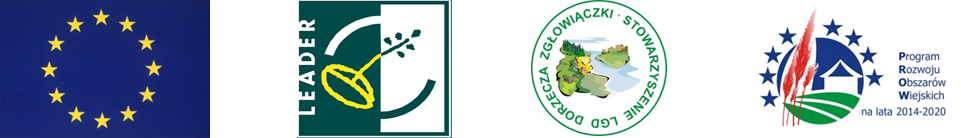 LEADER
STOWARZYSZENIE LGD DORZECZA ZGŁOWIĄCZKI ·
Program
Rozwoju
Obszarów
Wiejskich
na lata 2014-2020